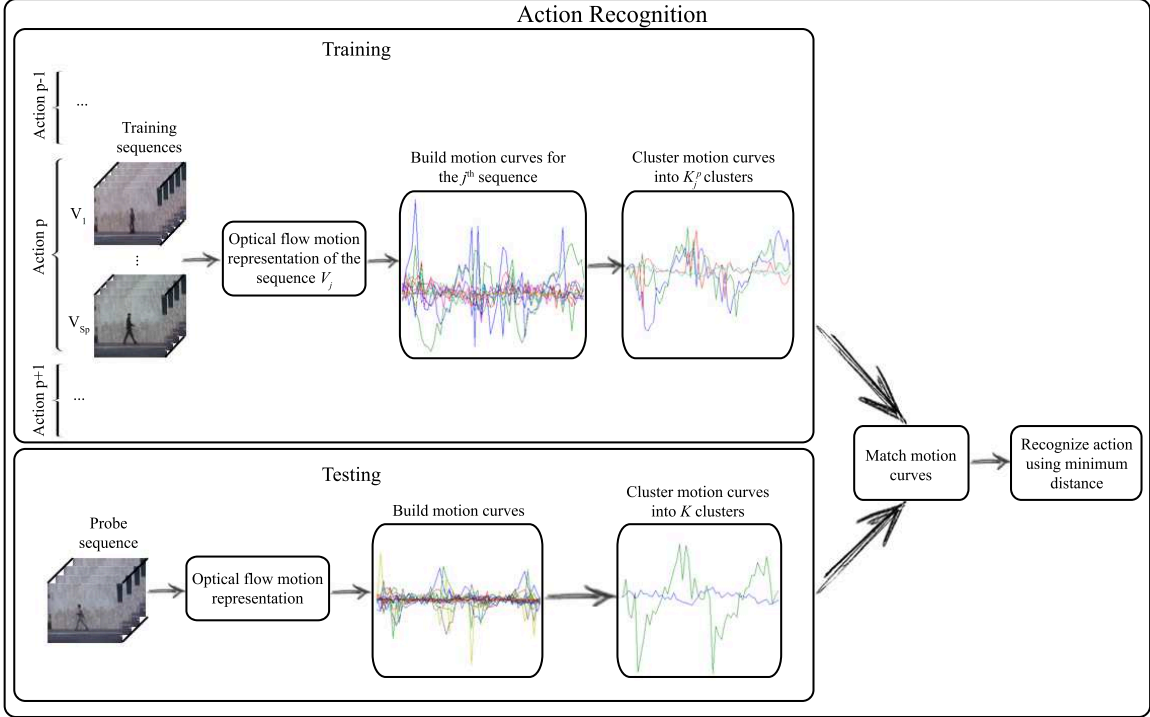 Action Recognition
Training
Action p-1
...
Training
sequences
Action p
V1
...
VSp
Action p+1
...
Optical flow motion
representation of the
sequence Vj
Build motion curves for
the jth sequence
Cluster motion curves
into Kjp clusters
Testing
Probe
sequence
Optical flow motion
representation
Build motion curves
Cluster motion curves
into K clusters
Match motion
curves
Recognize action
using minimum
distance